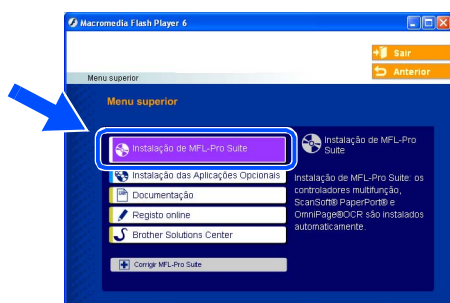 Macromedia Flash Player 6
Sair
Anterior
Menu superior
Menu superior
Instalação de MFL-Pro Suite
Instalação das Aplicações Opcionais
Documentação
Registo online
Brother Solutions Center
Corrigir MFL-Pro Suite
Instalação de MFL-Pro
Suite
Instalação de MFL-Pro Suite: os
controladores multifunção,
ScanSoft® PaperPort® e
OmniPage®OCR são instalados
automaticamente.